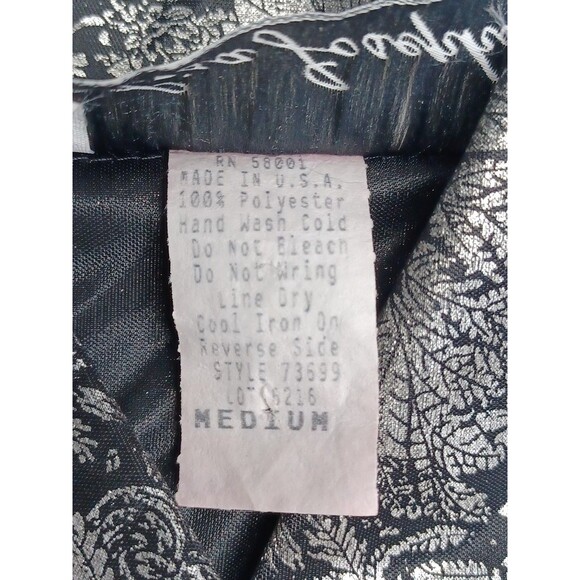 Joseph
RN 58001
MADE IN U.S.A.
100% Polyester
Hand Wash Cold
Do Not Bleach
Do Not Wring
Line Dry
Cool Iron On
Reverse Side
STYLE 73699
MEDIUM